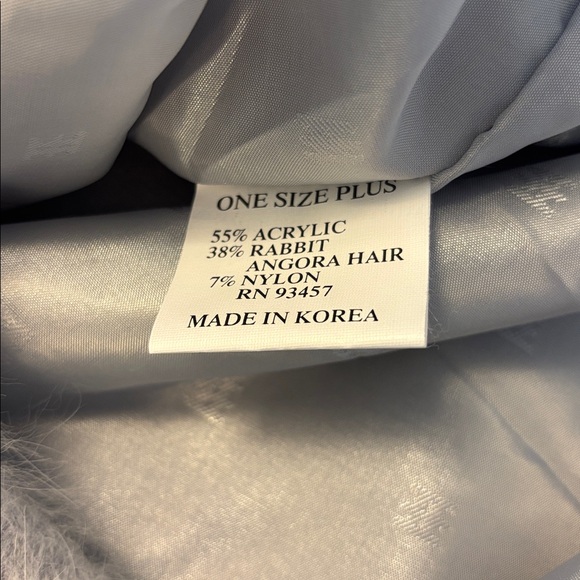 ONE SIZE PLUS
55% ACRYLIC
38% RABBIT
ANGORA HAIR
7% NYLON
RN 93457
MADE IN KOREA